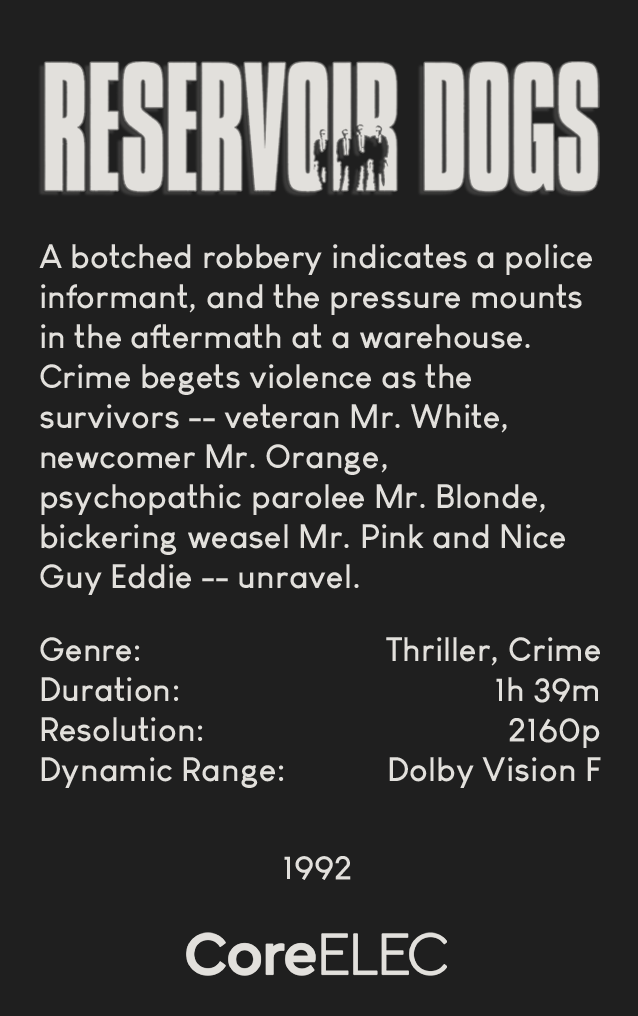 RESERVOIR DOGS
A botched robbery indicates a police
informant, and the pressure mounts
in the aftermath at a warehouse.
Crime begets violence as the
survivors -- veteran Mr. White,
newcomer Mr. Orange,
psychopathic parolee Mr. Blonde,
bickering weasel Mr. Pink and Nice
Guy Eddie -- unravel.
Genre: Thriller, Crime
Duration: 1h 39m
Resolution: 2160p
Dynamic Range: Dolby Vision F
1992
CoreELEC